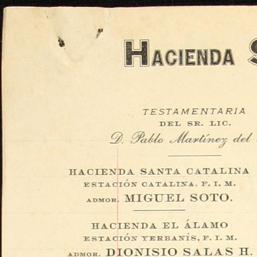 HACIENDA S
TESTAMENTARIA
DEL SR. LIC.
D. Pablo Martínez del
HACIENDA SANTA CATALINA
ESTACIÓN CATALINA, F. I. M.
ADMOR. MIGUEL SOTO.
HACIENDA EL ÁLAMO
ESTACIÓN YERBANÍS, F. I. M.
ADMOR. DIONISIO SALAS H.